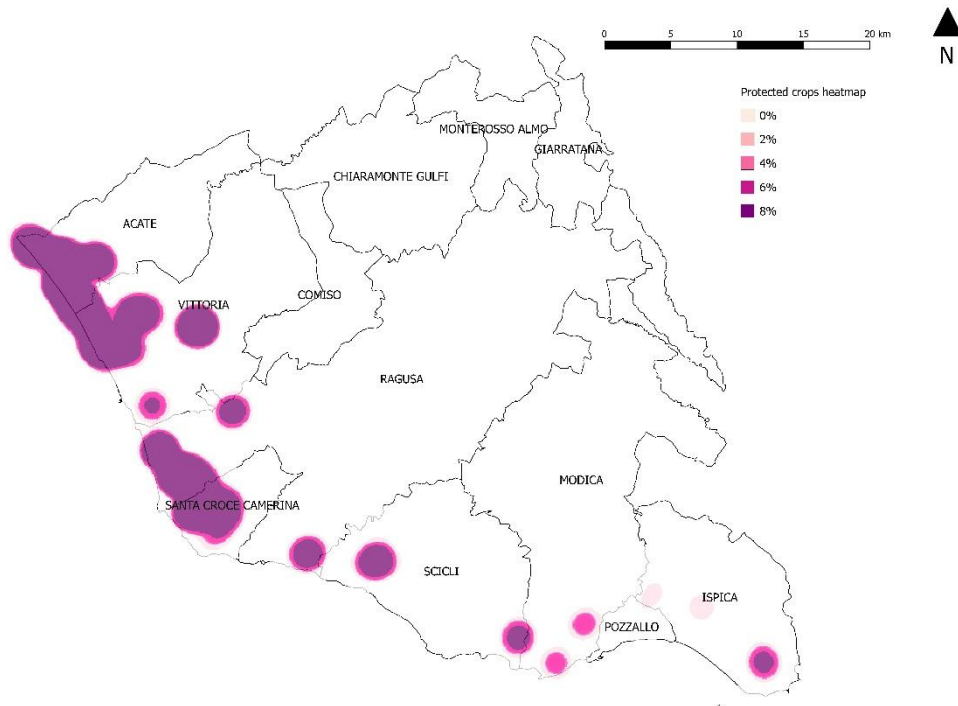 0 5 10 15 20 km
N
Protected crops heatmap
0%
2%
4%
6%
8%
MONTEROSSO ALMO
GIARRATANA
CHIARAMONTE GULFI
ACATE
COMISO
VITTORIA
RAGUSA
MODICA
SANTA CROCE CAMERINA
SCICLI
ISPICA
POZZALLO